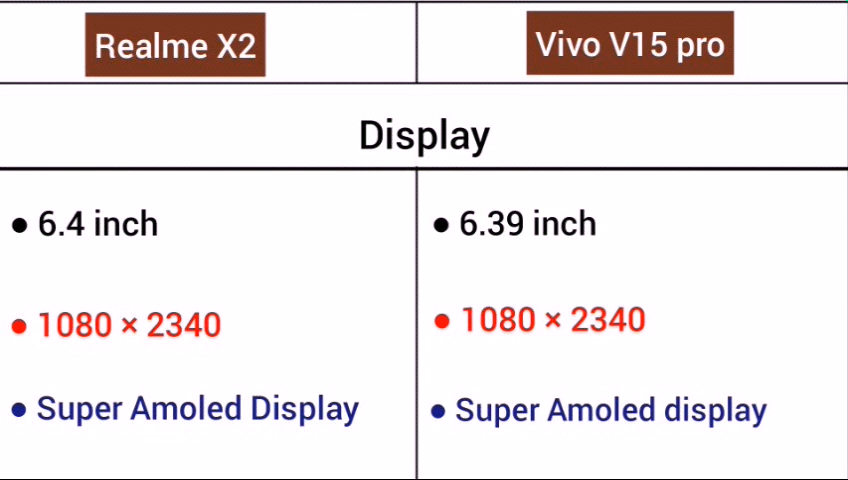 Realme X2
Vivo V15 pro
Display
● 6.4 inch
● 6.39 inch
● 1080 × 2340
● 1080 × 2340
● Super Amoled Display
● Super Amoled display